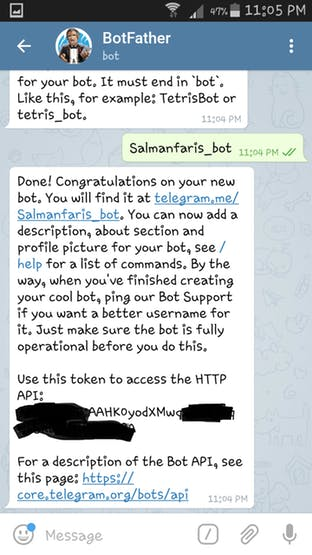 47% 11:05 PM
BotFather
bot
for your bot. It must end in `bot`.
Like this, for example: TetrisBot or
tetris_bot.
11:04 PM
Salmanfaris_bot 11:04 PM
Done! Congratulations on your new
bot. You will find it at telegram.me/
Salmanfaris_bot. You can now add a
description, about section and
profile picture for your bot, see /
help for a list of commands. By the
way, when you've finished creating
your cool bot, ping our Bot Support
if you want a better username for
it. Just make sure the bot is fully
operational before you do this.
Use this token to access the HTTP
API:
For a description of the Bot API, see
this page: https://
core.telegram.org/bots/api 11:04 PM
Message